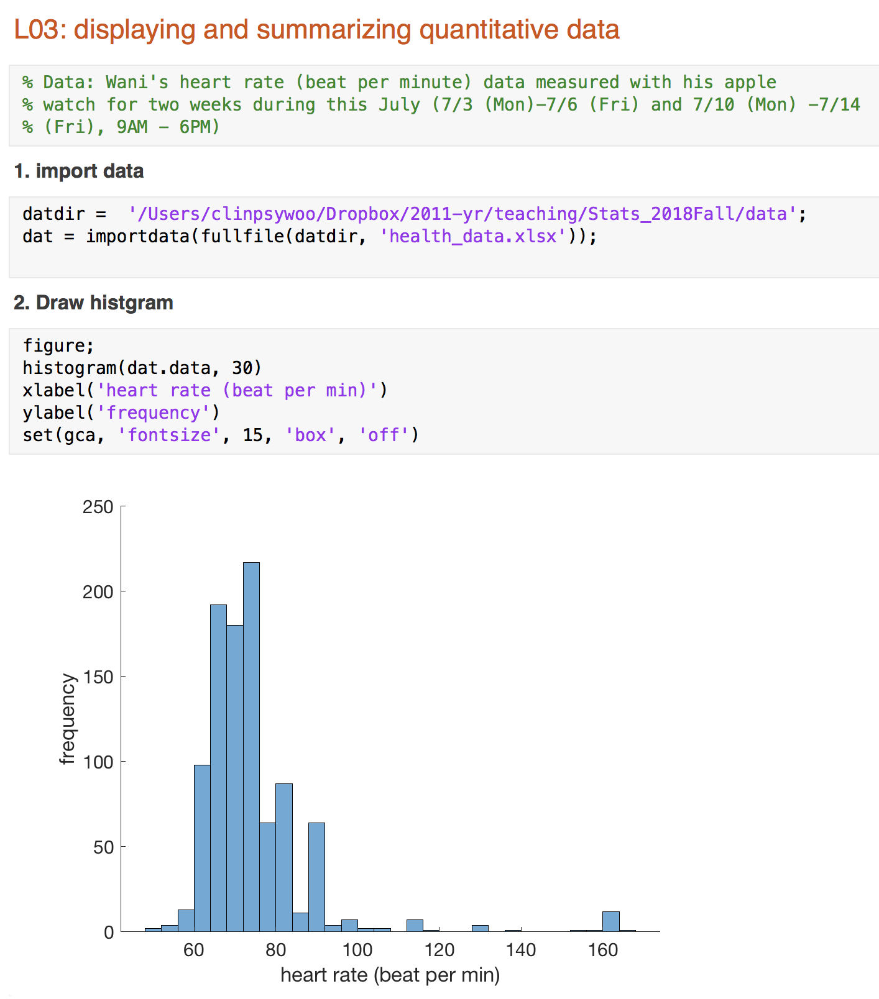 L03: displaying and summarizing quantitative data
% Data: Wani's heart rate (beat per minute) data measured with his apple
% watch for two weeks during this July (7/3 (Mon)-7/6 (Fri) and 7/10 (Mon) -7/14
% (Fri), 9AM - 6PM)
1. import data
datdir =  '/Users/clinpsywoo/Dropbox/2011-yr/teaching/Stats_2018Fall/data';
dat = importdata(fullfile(datdir, 'health_data.xlsx'));
2. Draw histgram
figure;
histogram(dat.data, 30)
xlabel('heart rate (beat per min)')
ylabel('frequency')
set(gca, 'fontsize', 15, 'box', 'off')
250
200
150
100
50
0
frequency
60 80 100 120 140 160
heart rate (beat per min)